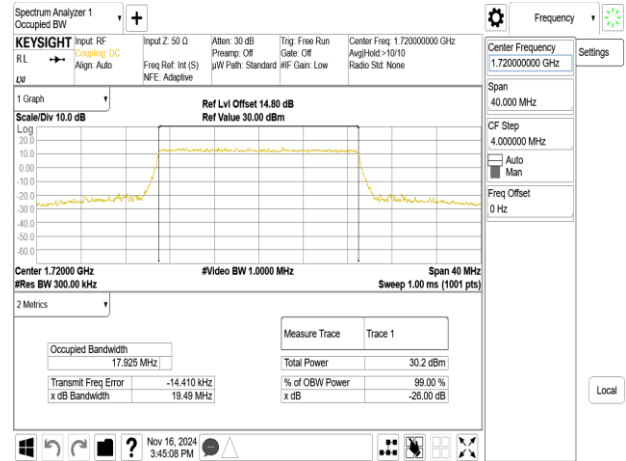 Spectrum Analyzer 1
Occupied BW
Frequency
KEYSIGHT
RL
LXI
Input: RF
Coupling: DC
Align: Auto
Input Z: 50 Ω
Freq Ref: Int (S)
NFE: Adaptive
Atten: 30 dB
Preamp: Off
µW Path: Standard
Trig: Free Run
Gate: Off
#IF Gain: Low
Center Freq: 1.720000000 GHz
Avg|Hold:>10/10
Radio Std: None
Center Frequency
1.720000000 GHz
Settings
Span
40.000 MHz
CF Step
4.000000 MHz
Auto
Man
Freq Offset
0 Hz
Local
1 Graph
Scale/Div 10.0 dB
Ref Lvl Offset 14.80 dB
Ref Value 30.00 dBm
Log
20.0
10.0
0.00
-10.0
-20.0
-30.0
-40.0
-50.0
-60.0
Center 1.72000 GHz
#Video BW 1.0000 MHz
Span 40 MHz
#Res BW 300.00 kHz
Sweep 1.00 ms (1001 pts)
2 Metrics
Measure Trace
Trace 1
Occupied Bandwidth
17.925 MHz
Total Power
30.2 dBm
Transmit Freq Error
-14.410 kHz
% of OBW Power
99.00 %
x dB Bandwidth
19.49 MHz
x dB
-26.00 dB
?
Nov 16, 2024
3:45:08 PM